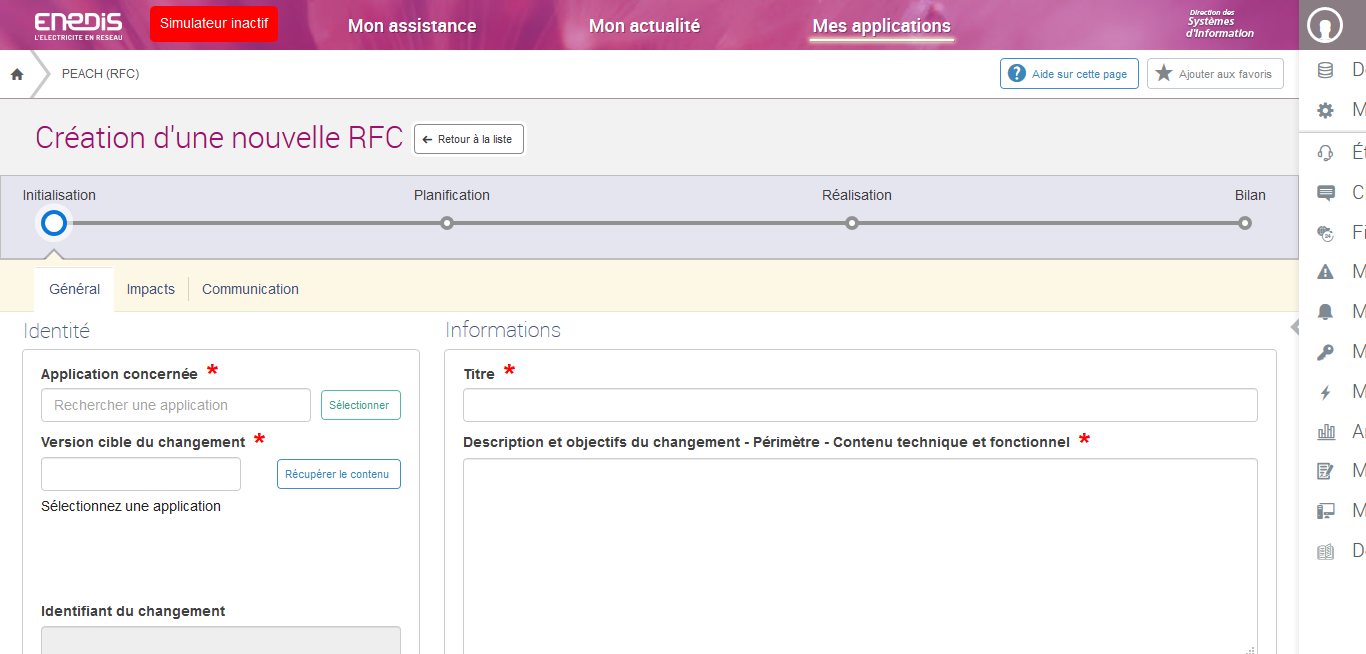 ENEDIS
L'ELECTRICITE EN RESEAU
Simulateur inactif
Mon assistance
Mon actualité
Mes applications
Direction des
Systèmes
d'Information
PEACH (RFC)
? Aide sur cette page
Ajouter aux favoris
Création d'une nouvelle RFC
Retour à la liste
Initialisation
Planification
Réalisation
Bilan
Général
Impacts
Communication
Identité
Application concernée *
Rechercher une application
Sélectionner
Version cible du changement *
Récupérer le contenu
Sélectionnez une application
Identifiant du changement
Informations
Titre *
Description et objectifs du changement - Périmètre - Contenu technique et fonctionnel *
M
Ét
C
Fi
M
M
M
M
M
M